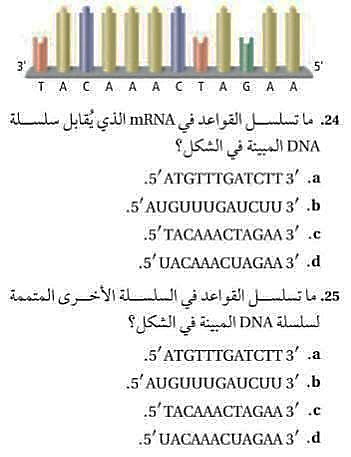 3' 5'
T A C A A A C T A G A A
24. ما تسلسل القواعد في mRNA الذي يُقابل سلسلة
DNA المبينة في الشكل؟
a. 5′ ATGTTTGATCTT 3′.
b. 5′ AUGUUUGAUCUU 3′.
c. 5′ TACAAACTAGAA 3′.
d. 5′ UACAAACUAGAA 3′.
25. ما تسلسل القواعد في السلسلة الأخرى المتممة
لسلسلة DNA المبينة في الشكل؟
a. 5′ ATGTTTGATCTT 3′.
b. 5′ AUGUUUGAUCUU 3′.
c. 5′ TACAAACTAGAA 3′.
d. 5′ UACAAACUAGAA 3′.